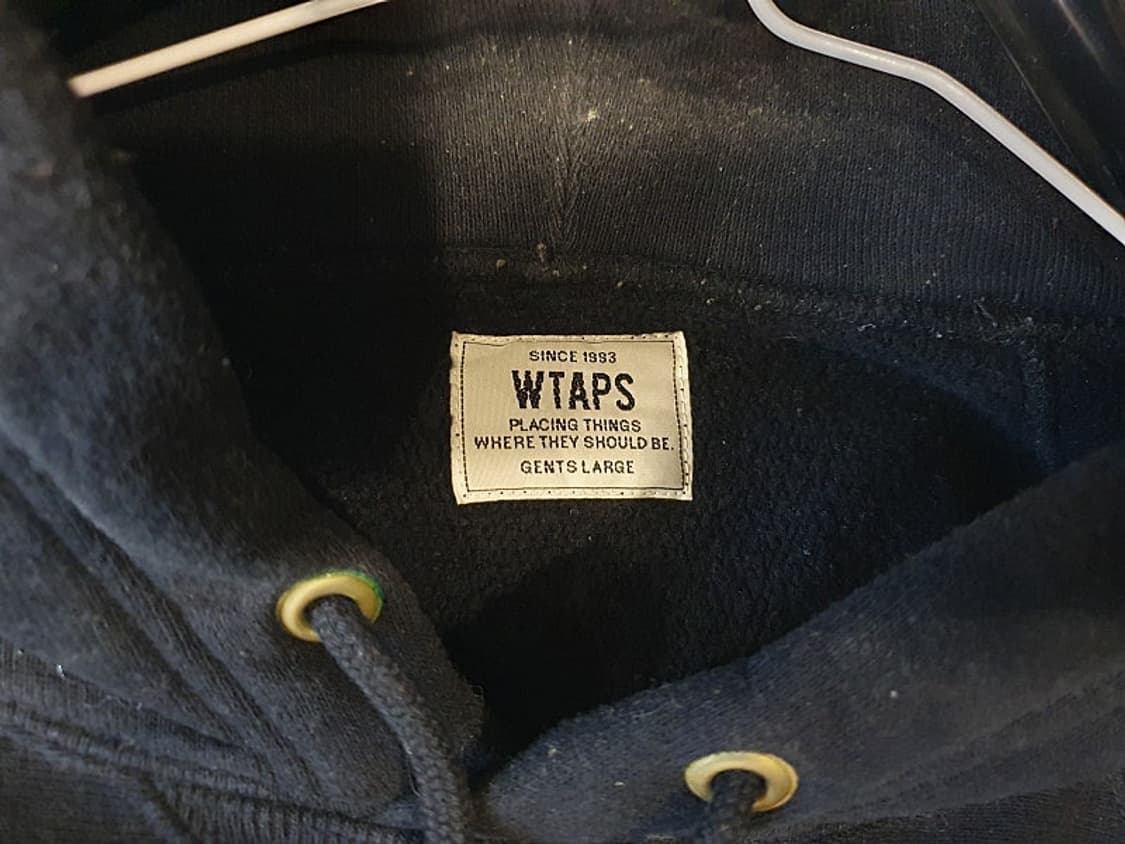 SINCE 1993
WTAPS
PLACING THINGS
WHERE THEY SHOULD BE.
GENTS LARGE